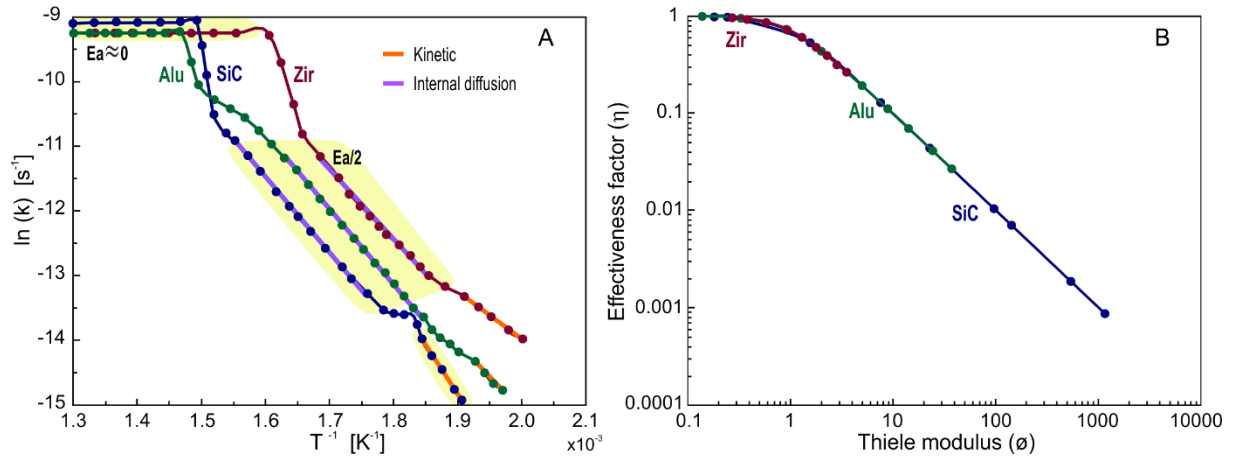 -9
-10
-11
-12
-13
-14
-15
ln (k) [s⁻¹]
A
Ea≈0
Alu
SiC
Zir
Kinetic
Internal diffusion
Ea/2
1.3
1.4
1.5
1.6
1.7
1.8
1.9
2.0
2.1
T⁻¹ [K⁻¹]
x10⁻³
B
1
0.1
0.01
0.001
0.0001
Effectiveness factor (η)
Zir
Alu
SiC
0.1
1
10
100
1000
10000
Thiele modulus (ø)